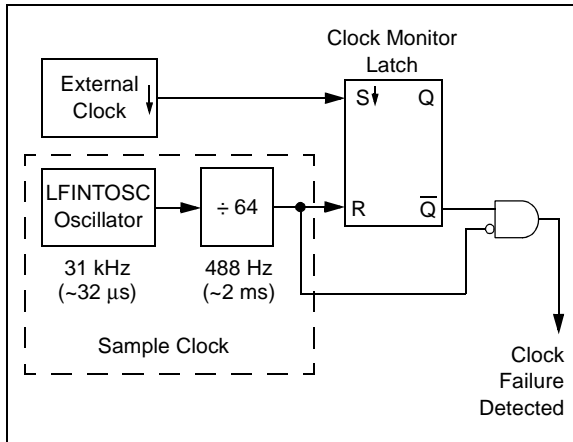 Clock Monitor
Latch
External
Clock
S
Q
LFINTOSC
Oscillator
÷ 64
R
Q̅
31 kHz
(~32 μs)
488 Hz
(~2 ms)
Sample Clock
Clock
Failure
Detected